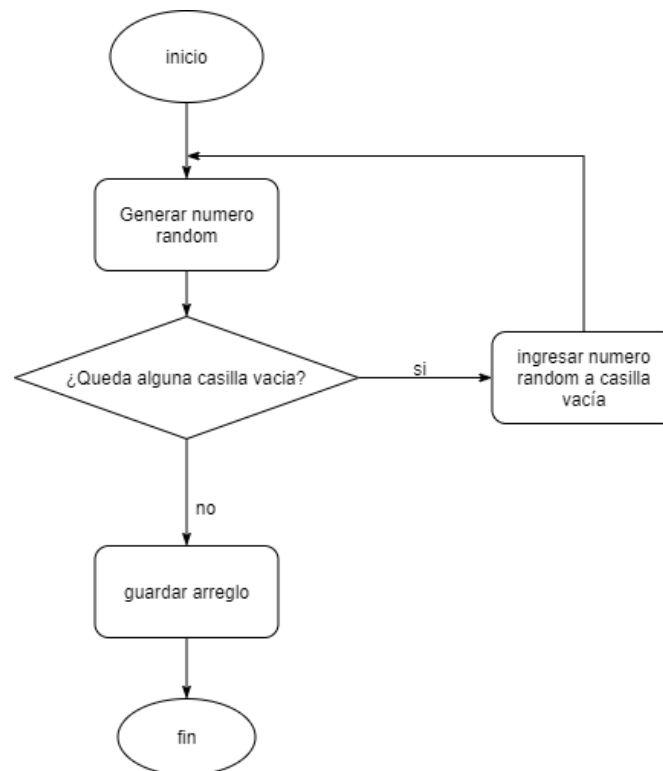 inicio
Generar numero
random
¿Queda alguna casilla vacia?
si
ingresar numero
random a casilla
vacía
no
guardar arreglo
fin